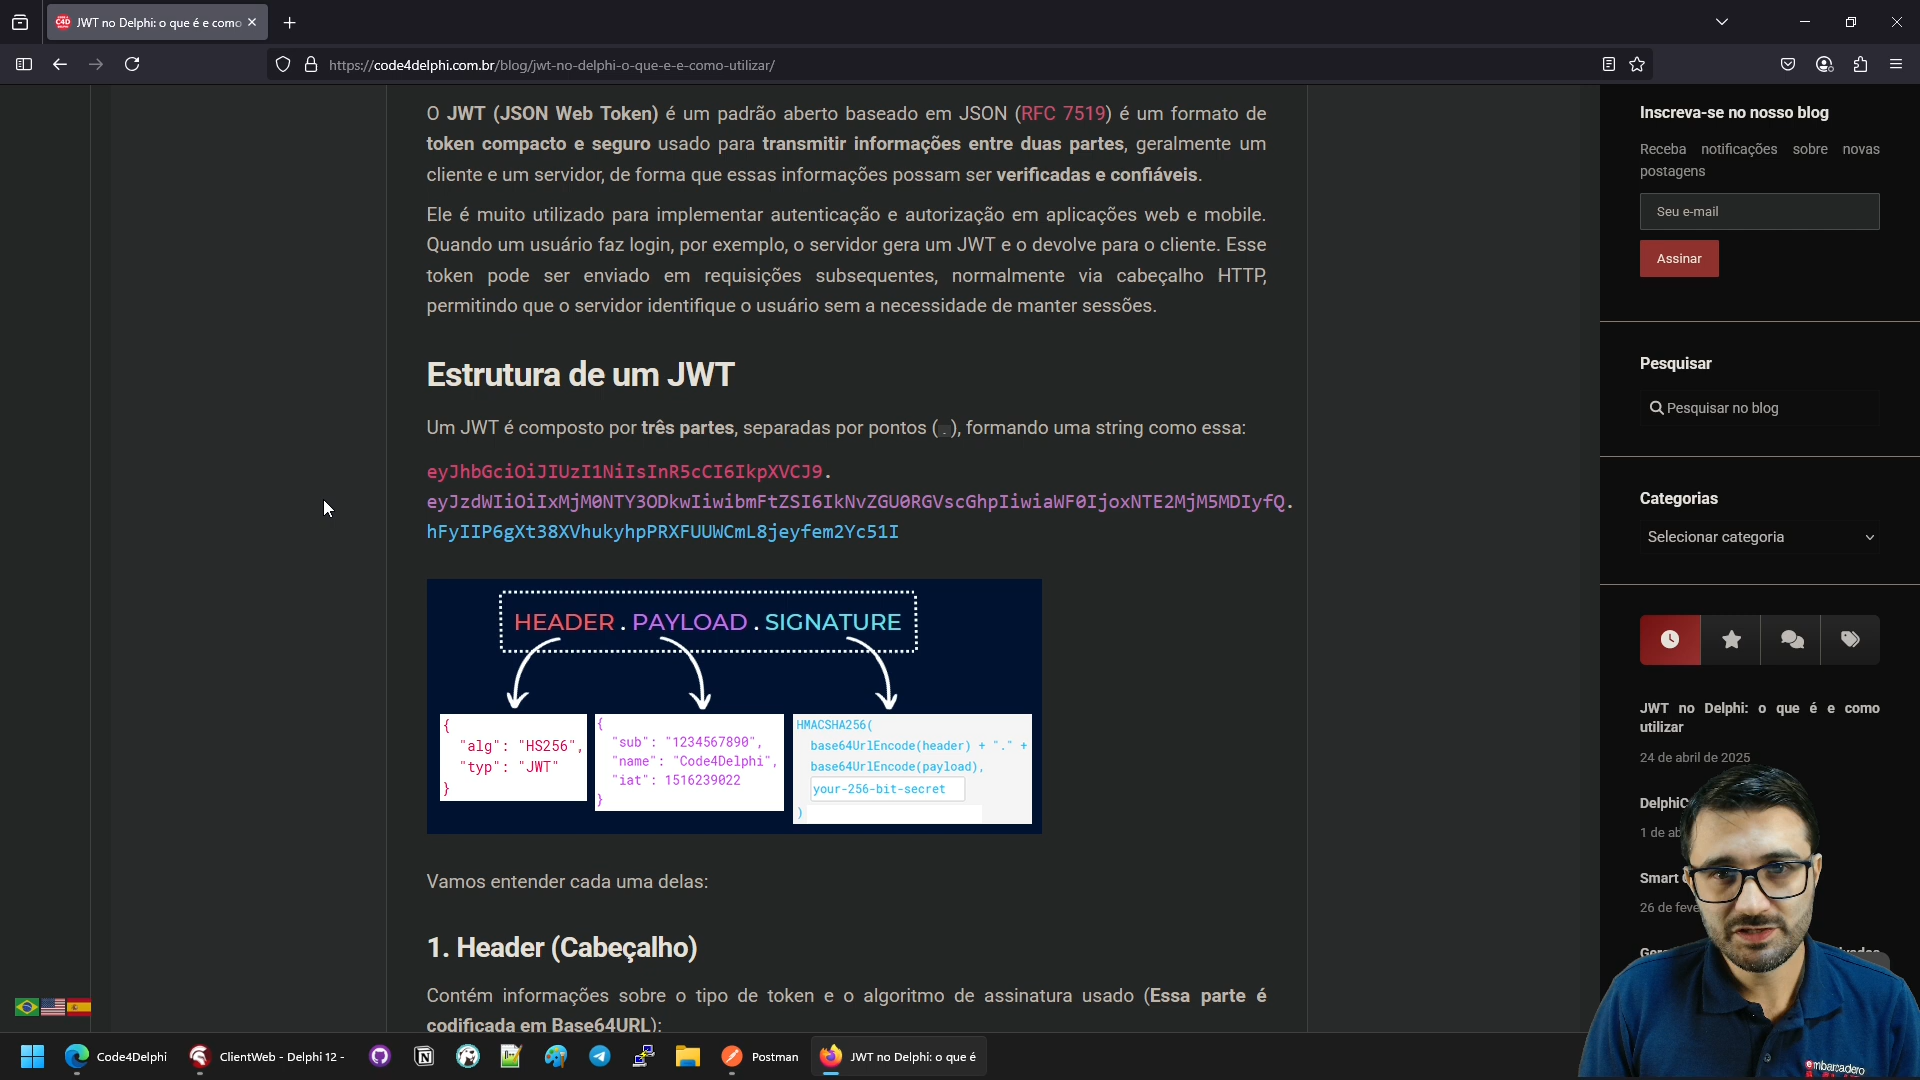 JWT no Delphi: o que é e como
https://code4delphi.com.br/blog/jwt-no-delphi-o-que-e-e-como-utilizar/
O JWT (JSON Web Token) é um padrão aberto baseado em JSON (RFC 7519) é um formato de
token compacto e seguro usado para transmitir informações entre duas partes, geralmente um
cliente e um servidor, de forma que essas informações possam ser verificadas e confiáveis.
Ele é muito utilizado para implementar autenticação e autorização em aplicações web e mobile.
Quando um usuário faz login, por exemplo, o servidor gera um JWT e o devolve para o cliente. Esse
token pode ser enviado em requisições subsequentes, normalmente via cabeçalho HTTP,
permitindo que o servidor identifique o usuário sem a necessidade de manter sessões.
Estrutura de um JWT
Um JWT é composto por três partes, separadas por pontos (.), formando uma string como essa:
eyJhbGciOiJIUzI1NiIsInR5cCI6IkpXVCJ9.
eyJzdWIiOiIxMjM0NTY3ODkwIiwibmFtZSI6IkNvZGU0RGVscGhpIiwiaWF0IjoxNTE2MjM5MDIyfQ.
hFyIIP6gXt38XVhukyhpPRXFUUWCmL8jeyfem2Yc51I
HEADER . PAYLOAD . SIGNATURE
{
"alg": "HS256",
"typ": "JWT"
}
{
"sub": "1234567890",
"name": "Code4Delphi",
"iat": 1516239022
}
HMACSHA256(
base64UrlEncode(header) + "." +
base64UrlEncode(payload),
your-256-bit-secret
)
Vamos entender cada uma delas:
1. Header (Cabeçalho)
Contém informações sobre o tipo de token e o algoritmo de assinatura usado (Essa parte é
codificada em Base64URL):
Inscreva-se no nosso blog
Receba notificações sobre novas
postagens
Seu e-mail
Assinar
Pesquisar
Pesquisar no blog
Categorias
Selecionar categoria
JWT no Delphi: o que é e como
utilizar
24 de abril de 2025
1 de
Smart
26 de
embarcadero
Code4Delphi
ClientWeb - Delphi 12 -
Postman
JWT no Delphi: o que é